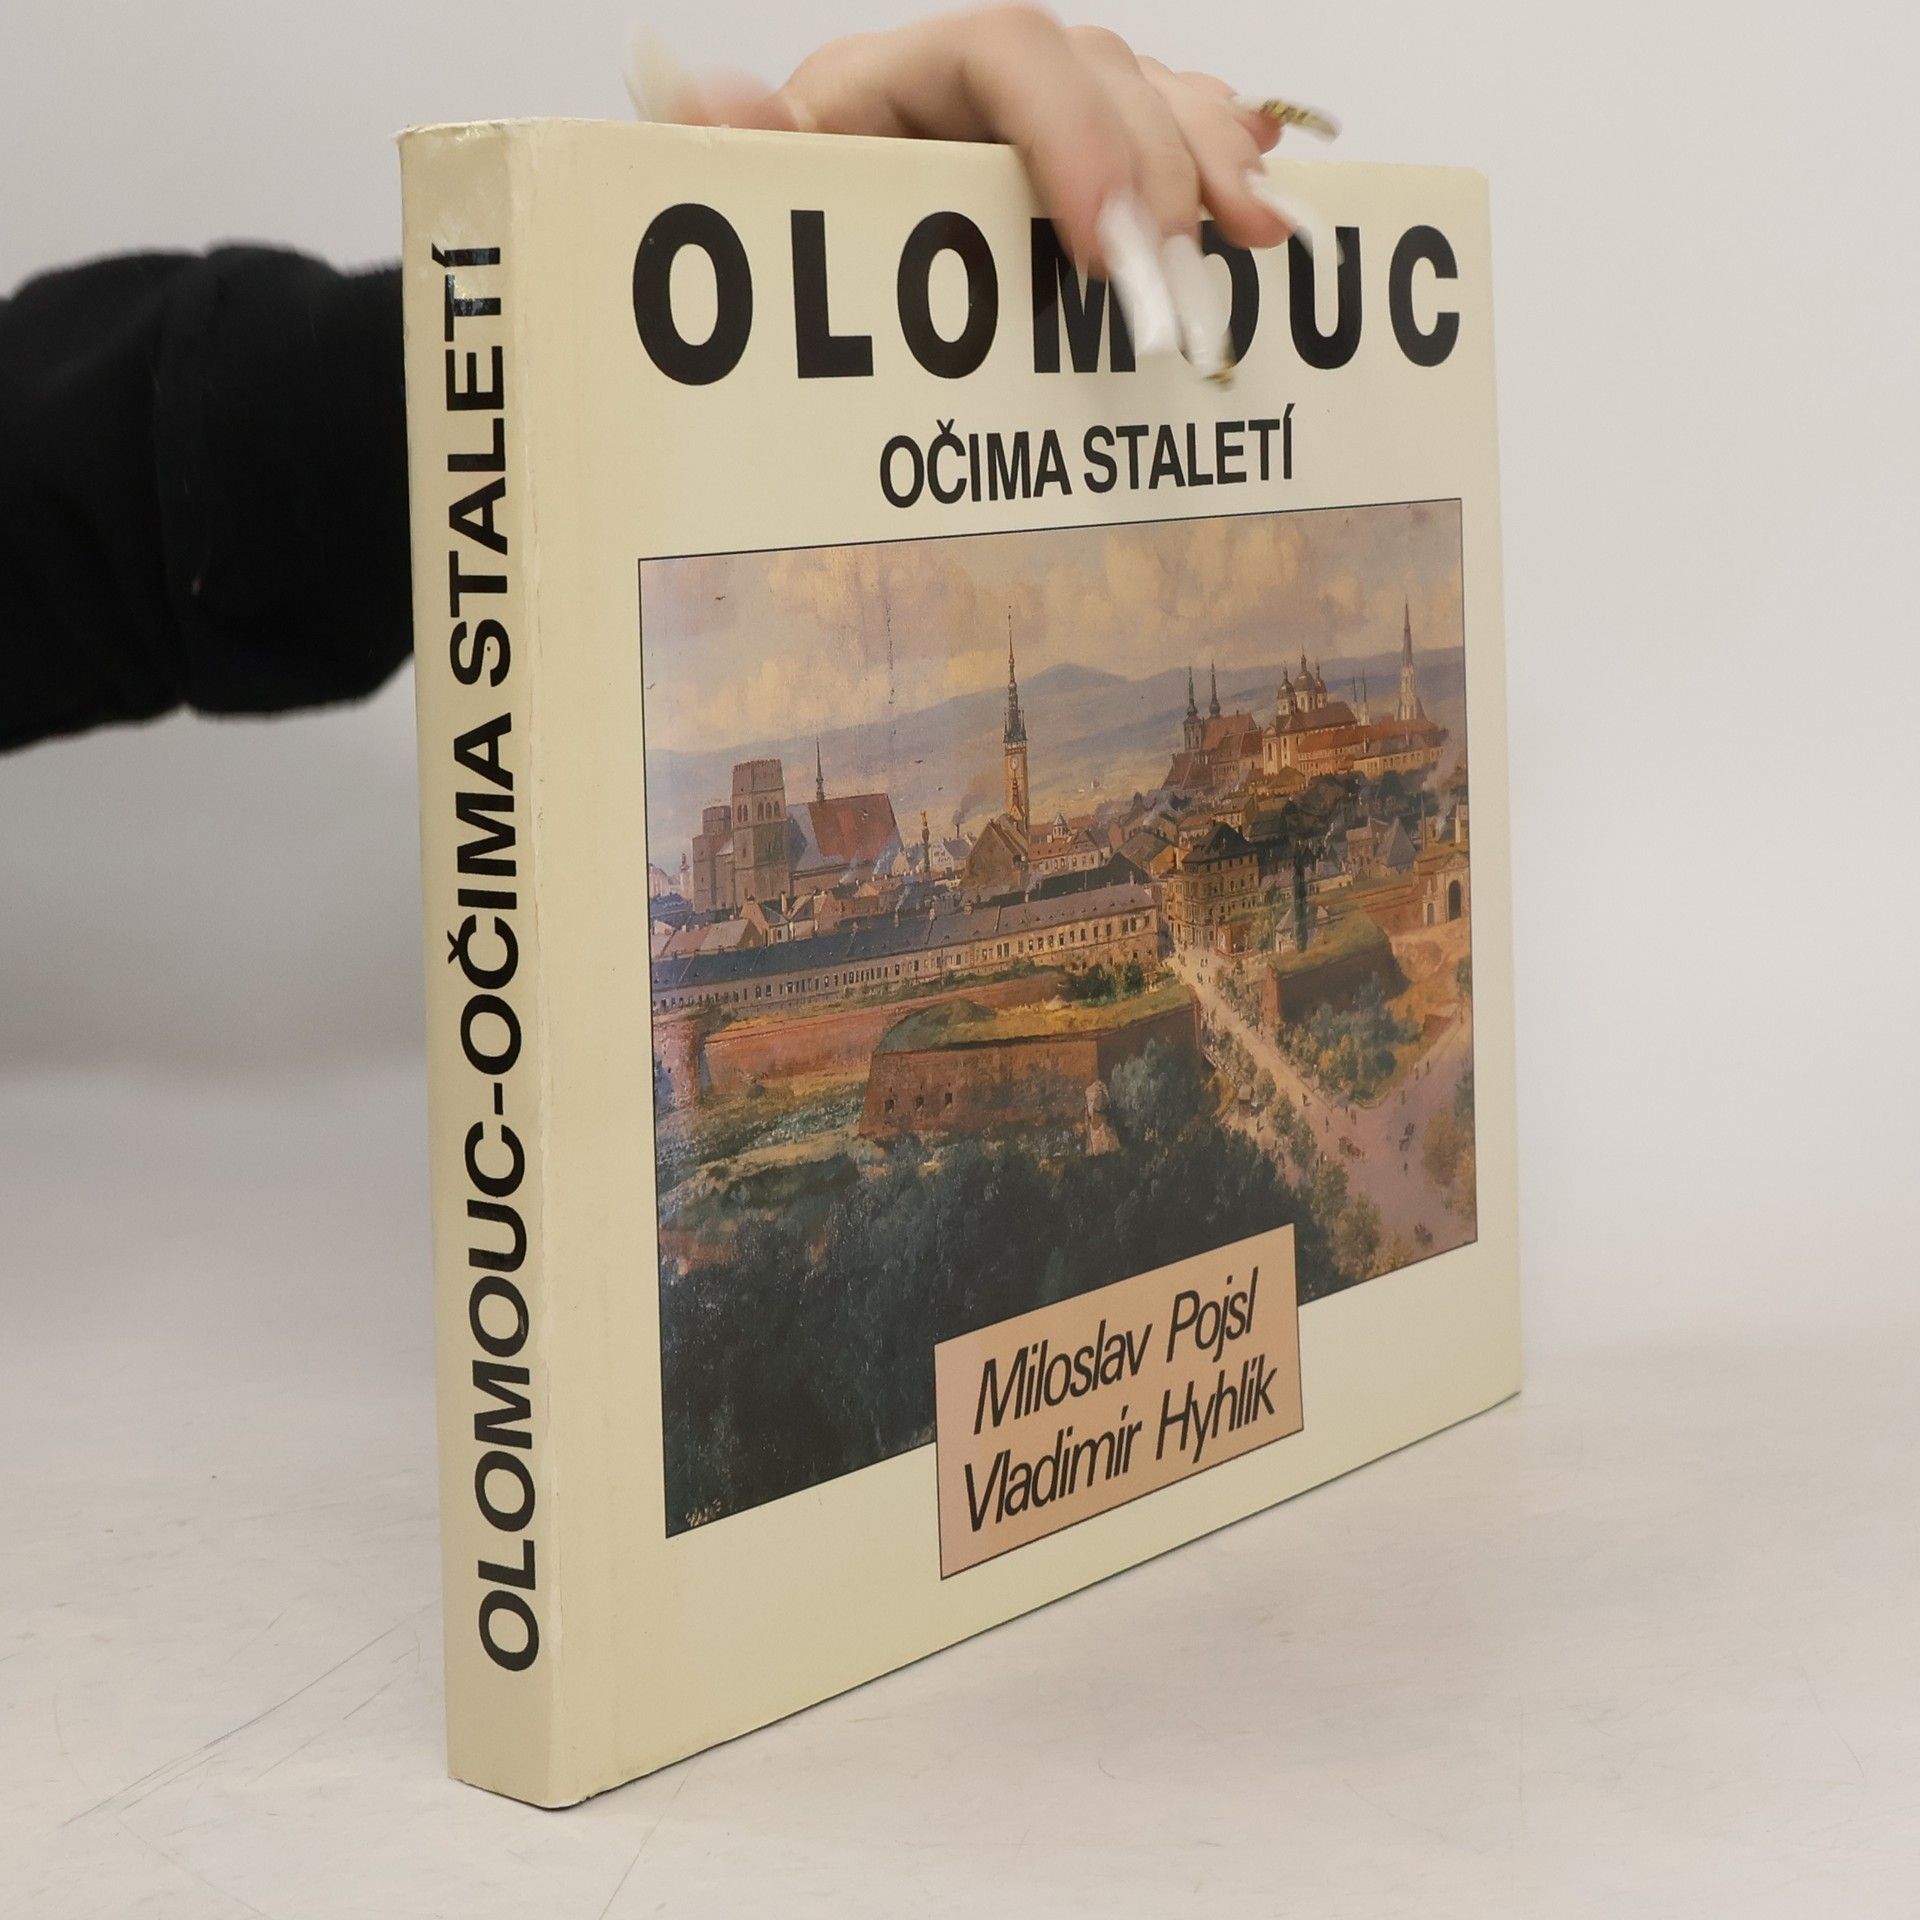 OLOMOUC-OČIMA STALETÍ
OLOMOUC
OČIMA STALETÍ
Miloslav Pojsl
Vladimír Hyhlík